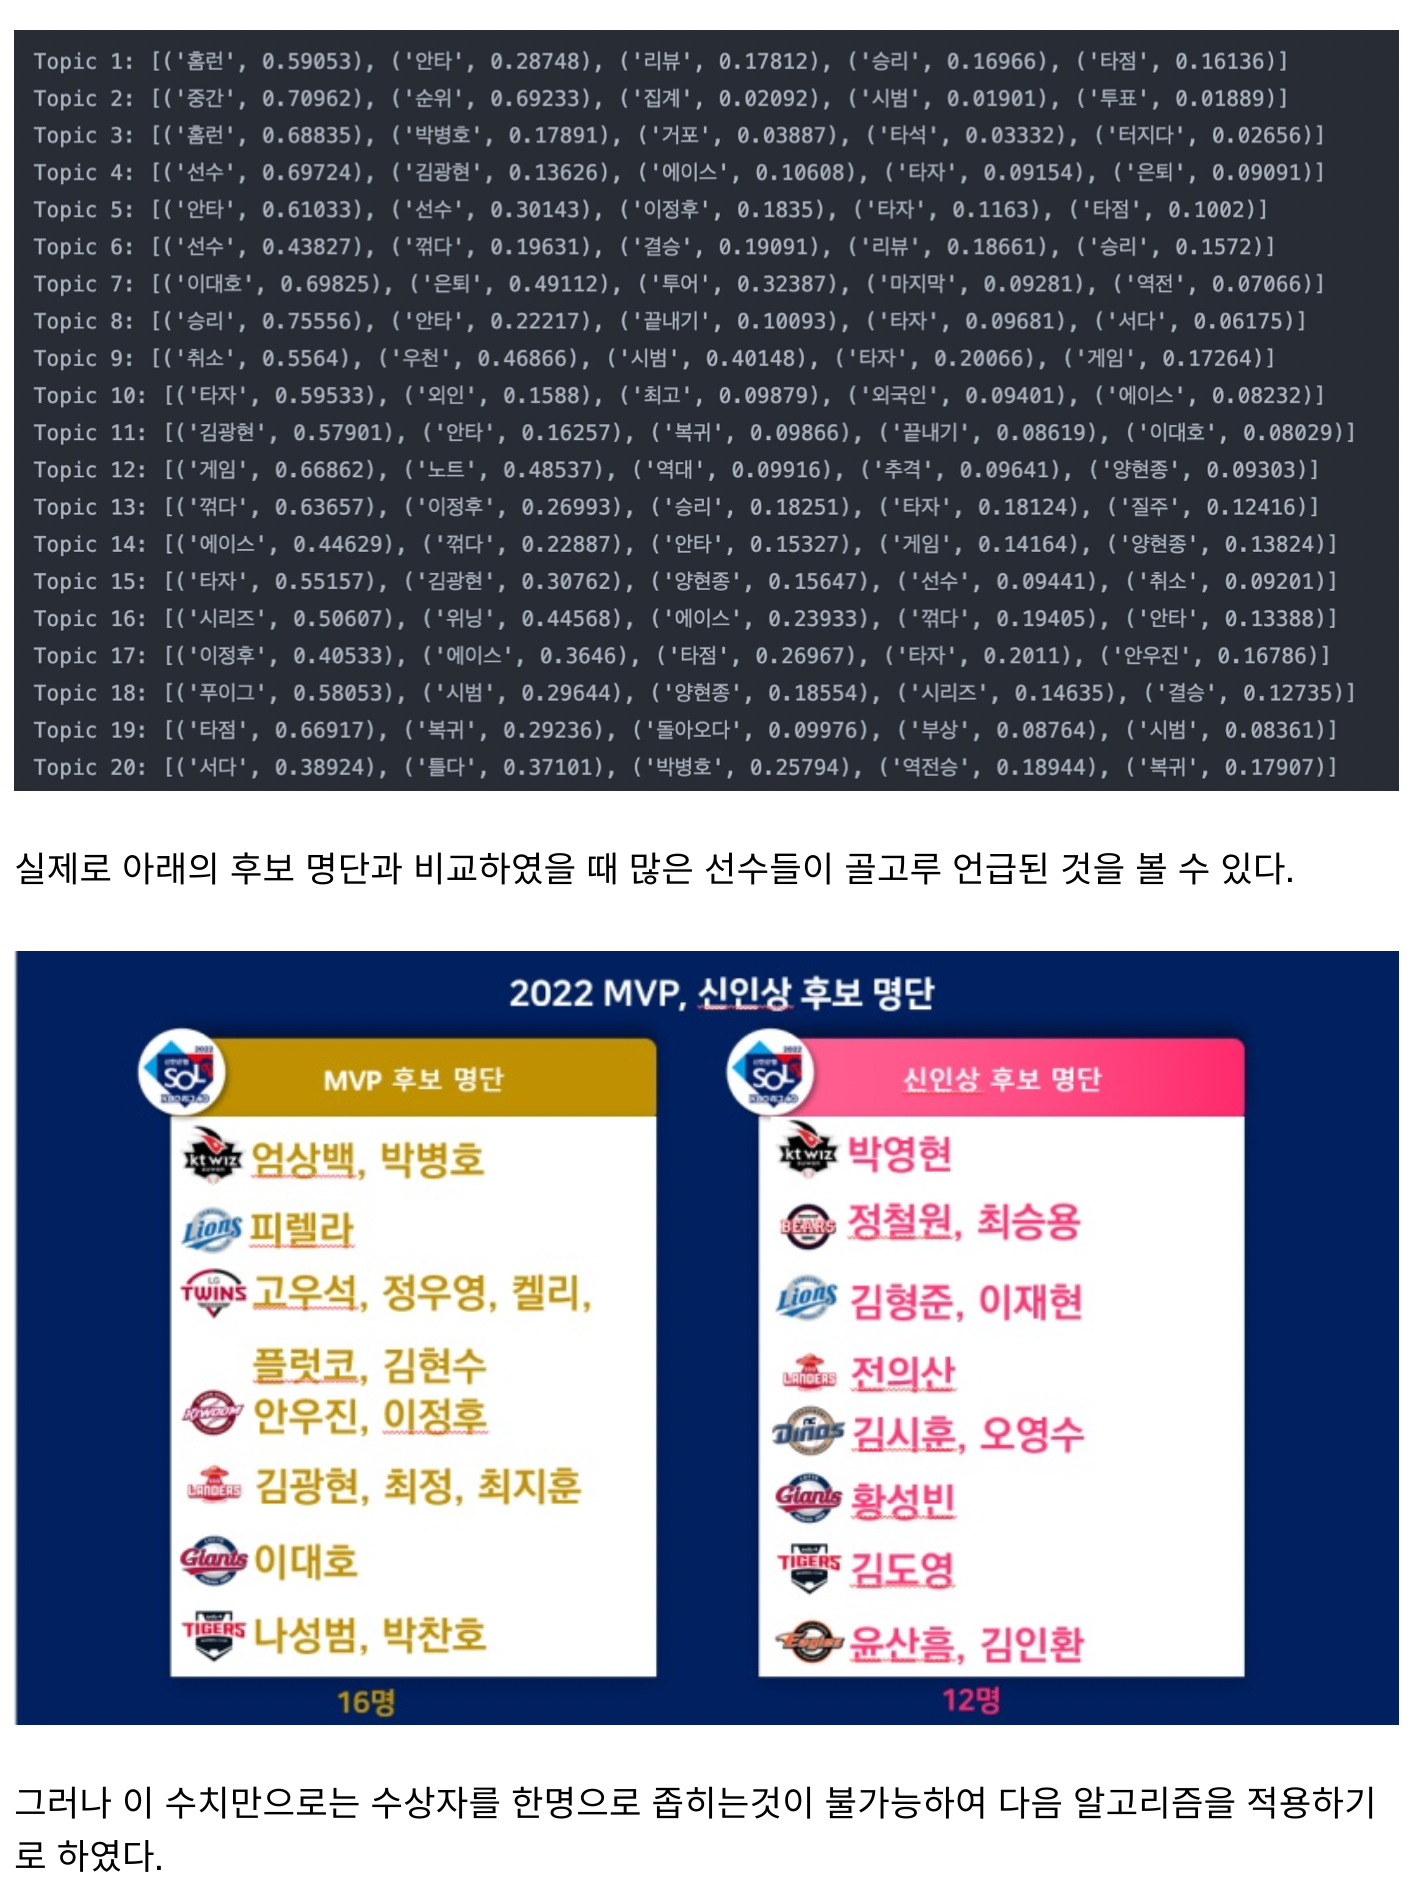 Topic 1: [('홈런', 0.59053), ('안타', 0.28748), ('리뷰', 0.17812), ('승리', 0.16966), ('타점', 0.16136)]
Topic 2: [('중간', 0.70962), ('순위', 0.69233), ('집계', 0.02092), ('시범', 0.01901), ('투표', 0.01889)]
Topic 3: [('홈런', 0.68835), ('박병호', 0.17891), ('거포', 0.03887), ('타석', 0.03332), ('터지다', 0.02656)]
Topic 4: [('선수', 0.69724), ('김광현', 0.13626), ('에이스', 0.10608), ('타자', 0.09154), ('은퇴', 0.09091)]
Topic 5: [('안타', 0.61033), ('선수', 0.30143), ('이정후', 0.1835), ('타자', 0.1163), ('타점', 0.1002)]
Topic 6: [('선수', 0.43827), ('꺾다', 0.19631), ('결승', 0.19091), ('리뷰', 0.18661), ('승리', 0.1572)]
Topic 7: [('이대호', 0.69825), ('은퇴', 0.49112), ('투어', 0.32387), ('마지막', 0.09281), ('역전', 0.07066)]
Topic 8: [('승리', 0.75556), ('안타', 0.22217), ('끝내기', 0.10093), ('타자', 0.09681), ('서다', 0.06175)]
Topic 9: [('취소', 0.5564), ('우천', 0.46866), ('시범', 0.40148), ('타자', 0.20066), ('게임', 0.17264)]
Topic 10: [('타자', 0.59533), ('외인', 0.1588), ('최고', 0.09879), ('외국인', 0.09401), ('에이스', 0.08232)]
Topic 11: [('김광현', 0.57901), ('안타', 0.16257), ('복귀', 0.09866), ('끝내기', 0.08619), ('이대호', 0.08029)]
Topic 12: [('게임', 0.66862), ('노트', 0.48537), ('역대', 0.09916), ('추격', 0.09641), ('양현종', 0.09303)]
Topic 13: [('꺾다', 0.63657), ('이정후', 0.26993), ('승리', 0.18251), ('타자', 0.18124), ('질주', 0.12416)]
Topic 14: [('에이스', 0.44629), ('꺾다', 0.22887), ('안타', 0.15327), ('게임', 0.14164), ('양현종', 0.13824)]
Topic 15: [('타자', 0.55157), ('김광현', 0.30762), ('양현종', 0.15647), ('선수', 0.09441), ('취소', 0.09201)]
Topic 16: [('시리즈', 0.50607), ('위닝', 0.44568), ('에이스', 0.23933), ('꺾다', 0.19405), ('안타', 0.13388)]
Topic 17: [('이정후', 0.40533), ('에이스', 0.3646), ('타점', 0.26967), ('타자', 0.2011), ('안우진', 0.16786)]
Topic 18: [('푸이그', 0.58053), ('시범', 0.29644), ('양현종', 0.18554), ('시리즈', 0.14635), ('결승', 0.12735)]
Topic 19: [('타점', 0.66917), ('복귀', 0.29236), ('돌아오다', 0.09976), ('부상', 0.08764), ('시범', 0.08361)]
Topic 20: [('서다', 0.38924), ('틀다', 0.37101), ('박병호', 0.25794), ('역전승', 0.18944), ('복귀', 0.17907)]
실제로 아래의 후보 명단과 비교하였을 때 많은 선수들이 골고루 언급된 것을 볼 수 있다.
2022 MVP, 신인상 후보 명단
2022
SOL
MVP 후보 명단
kt wiz 엄상백, 박병호
Lions 피렐라
LG TWINS 고우석, 정우영, 켈리,
플럿코, 김현수
KIWOOM 안우진, 이정후
LANDERS 김광현, 최정, 최지훈
Giants 이대호
TIGERS 나성범, 박찬호
16명
2022
SOL
신인상 후보 명단
kt wiz 박영현
BEARS 정철원, 최승용
Lions 김형준, 이재현
LANDERS 전의산
NC Dinos 김시훈, 오영수
Giants 황성빈
TIGERS 김도영
Eagles 윤산흠, 김인환
12명
그러나 이 수치만으로는 수상자를 한명으로 좁히는것이 불가능하여 다음 알고리즘을 적용하기
로 하였다.